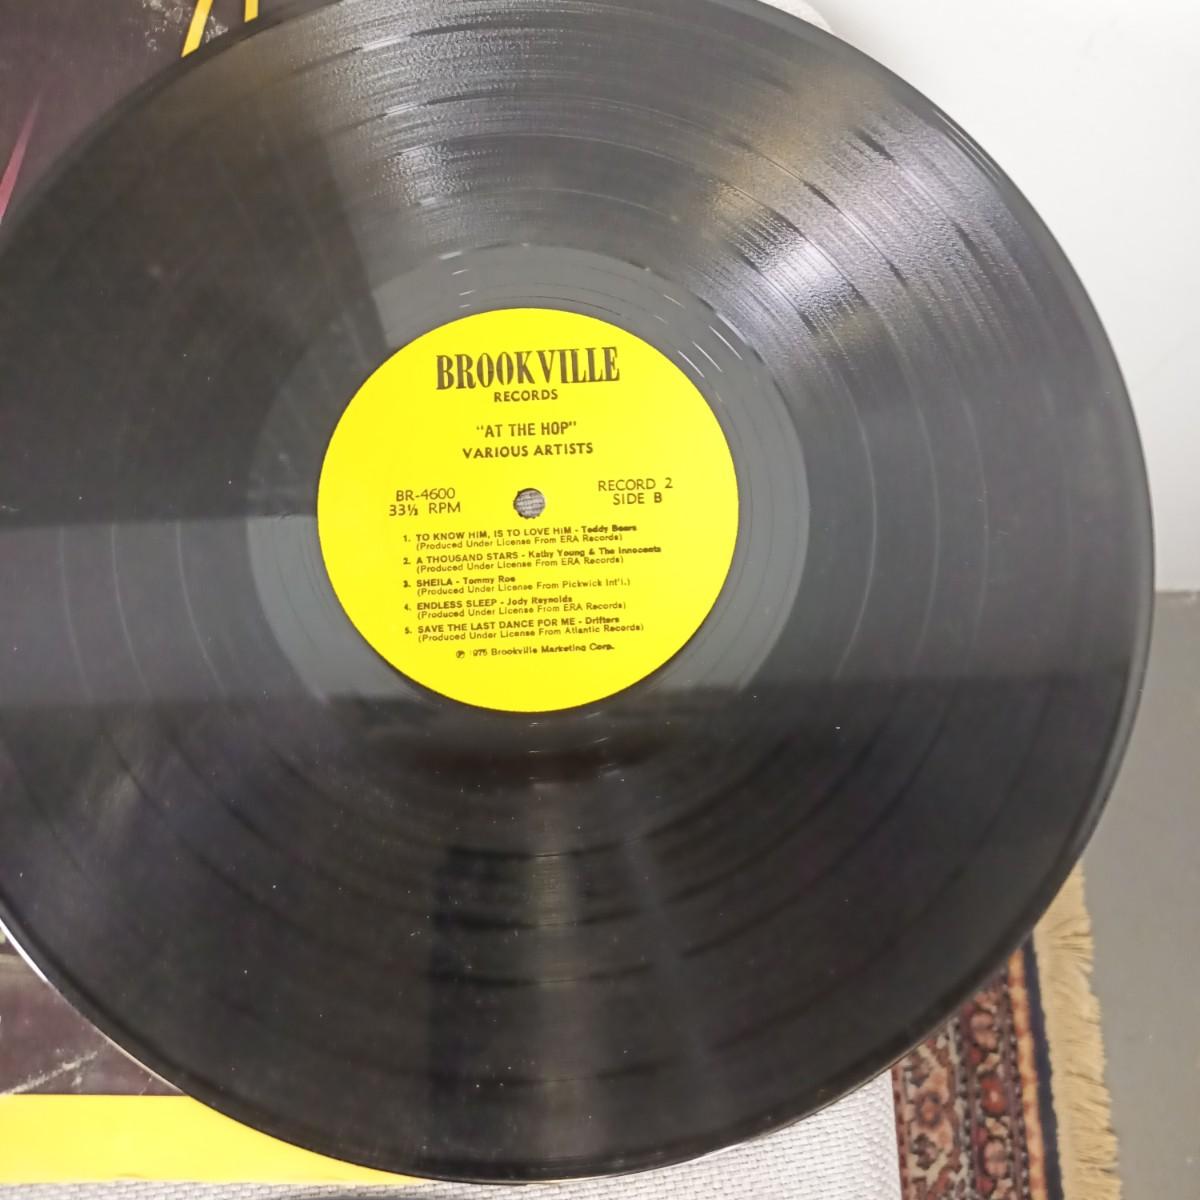 BROOKVILLE
RECORDS
"AT THE HOP"
VARIOUS ARTISTS
BR-4600
33⅓ RPM
RECORD 2
SIDE B
1. TO KNOW HIM, IS TO LOVE HIM - Teddy Bears
(Produced Under License From ERA Records)
2. A THOUSAND STARS - Kathy Young & The Innocents
(Produced Under License From ERA Records)
3. SHEILA - Tommy Roe
(Produced Under License From Pickwick Int'l.)
4. ENDLESS SLEEP - Jody Reynolds
(Produced Under License From ERA Records)
5. SAVE THE LAST DANCE FOR ME - Drifters
(Produced Under License From Atlantic Records)
℗ 1975 Brookville Marketing Corp.